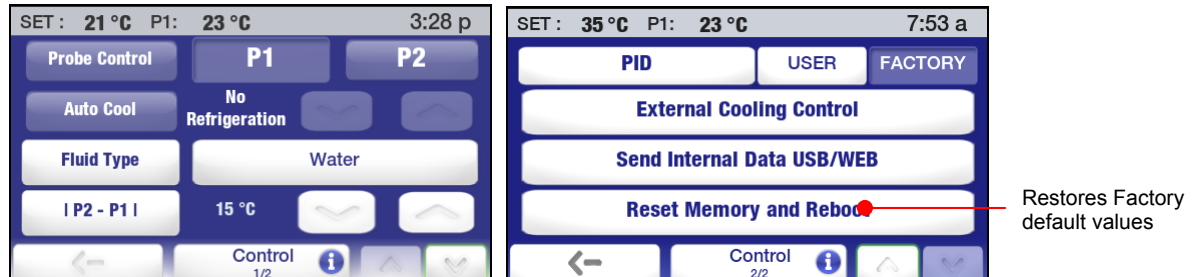 SET : 21 °C P1: 23 °C 3:28 p
Probe Control P1 P2
Auto Cool No Refrigeration
Fluid Type Water
I P2 - P1 I 15 °C
Control
1/2
SET : 35 °C P1: 23 °C 7:53 a
PID USER FACTORY
External Cooling Control
Send Internal Data USB/WEB
Reset Memory and Reboot
Control
2/2
Restores Factory
default values